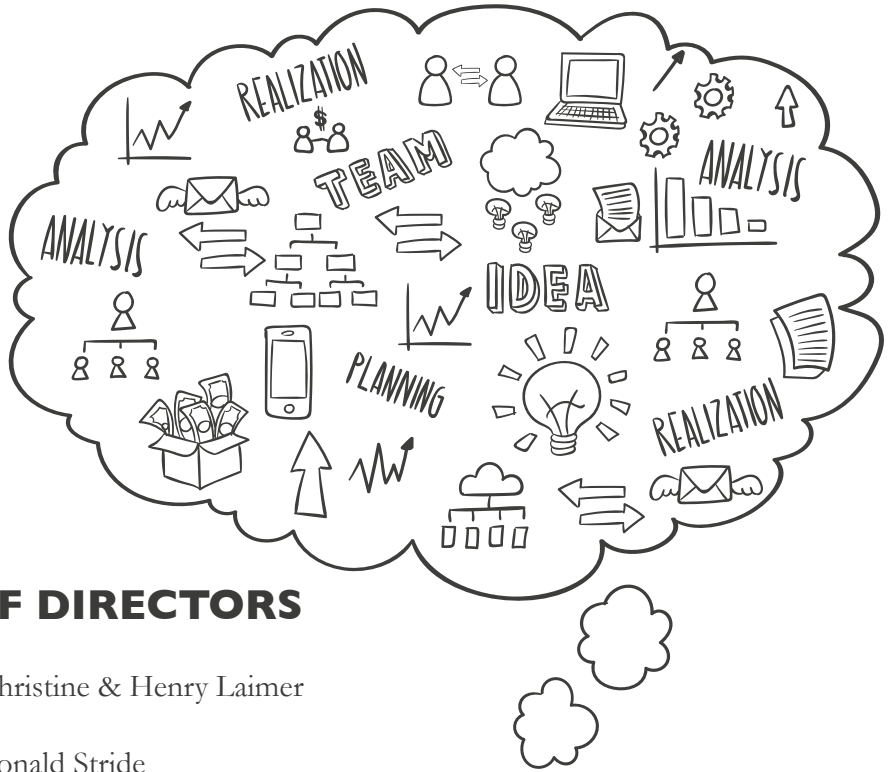 REALIZATION
$
TEAM
ANALYSIS
ANALYSIS
IDEA
PLANNING
REALIZATION
F DIRECTORS
hristine & Henry Laimer
onald Stride